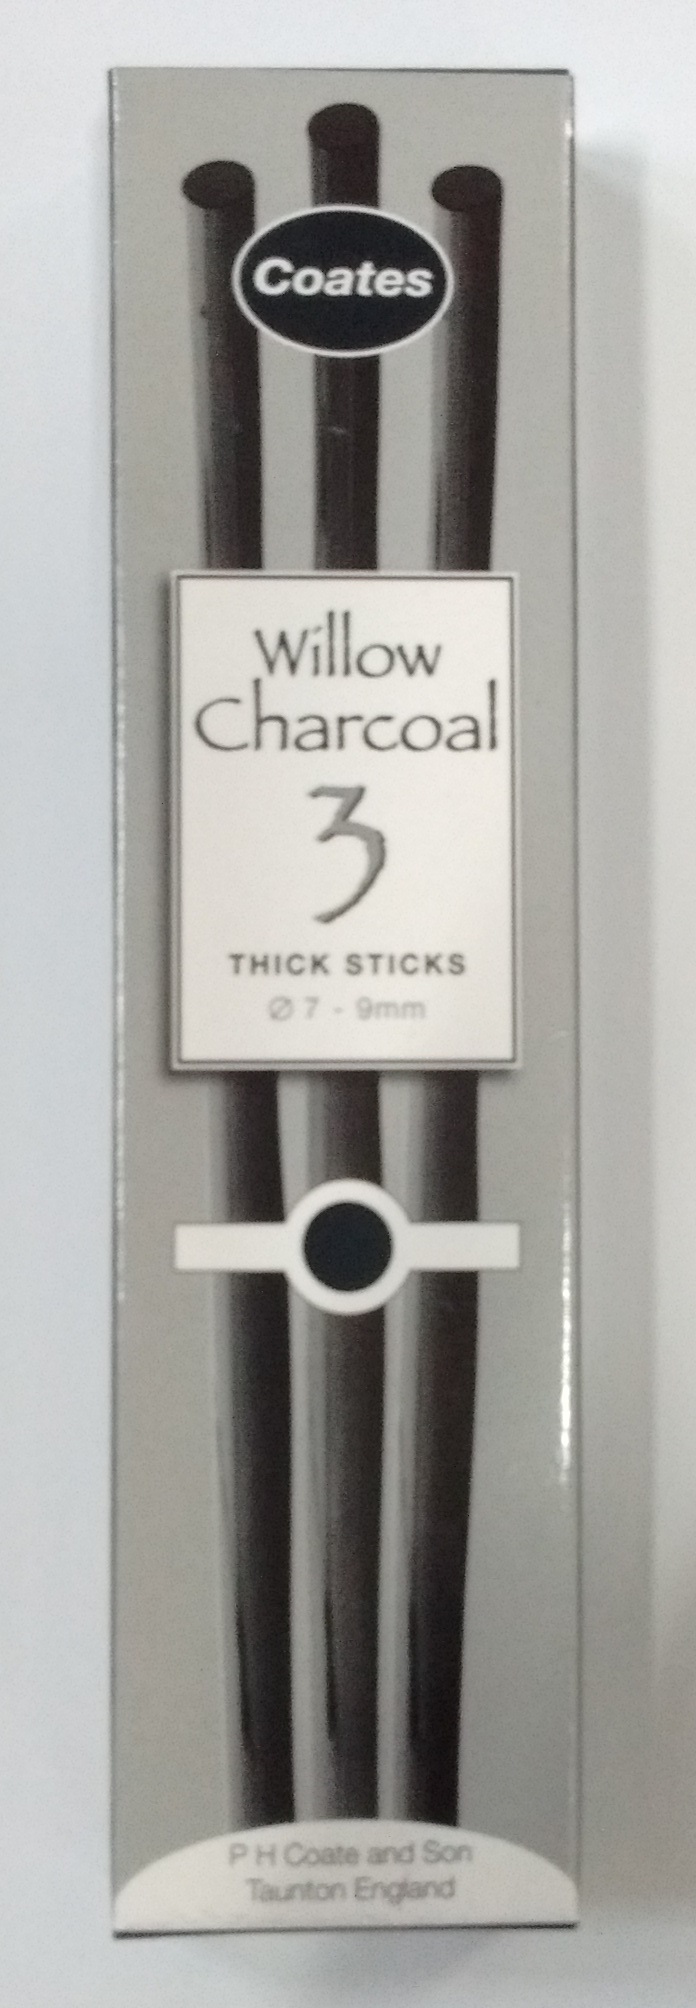 Coates
Willow
Charcoal
3
THICK STICKS
Ø 7 - 9mm
P H Coate and Son
Taunton England